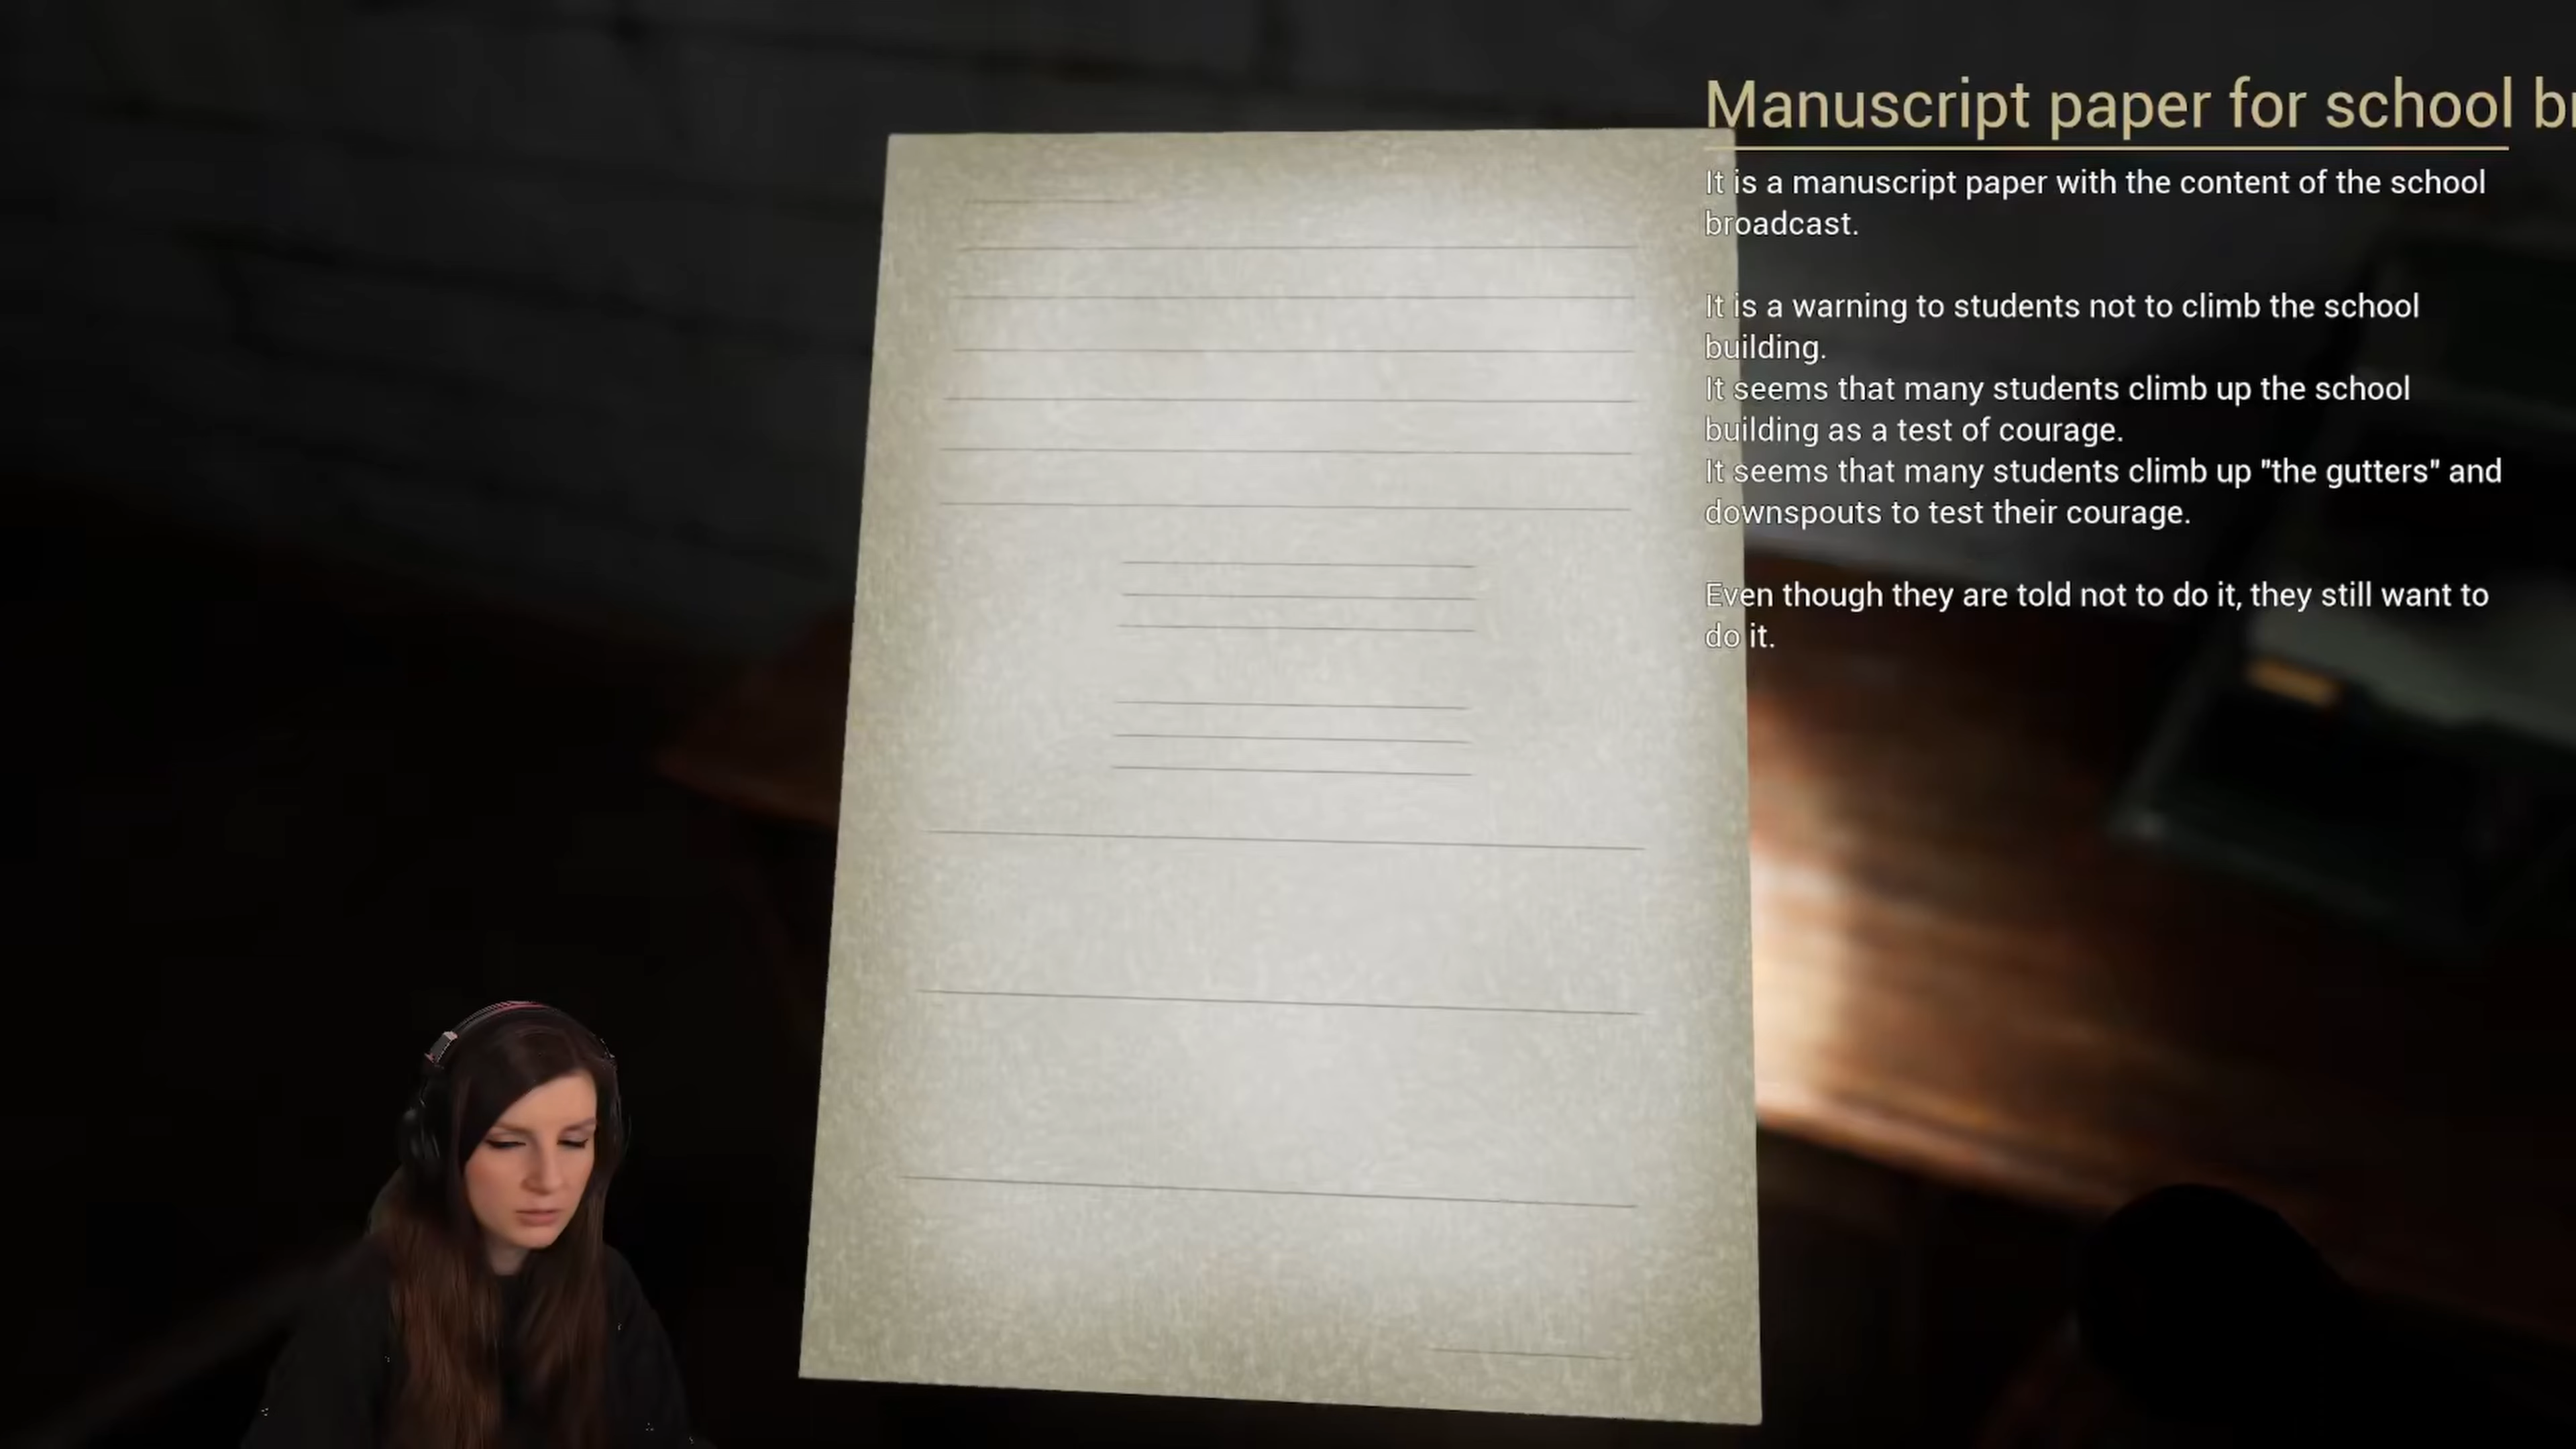 Manuscript paper for school
It is a manuscript paper with the content of the school
broadcast.
It is a warning to students not to climb the school
building.
It seems that many students climb up the school
building as a test of courage.
It seems that many students climb up "the gutters" and
downspouts to test their courage.
Even though they are told not to do it, they still want to
do it.